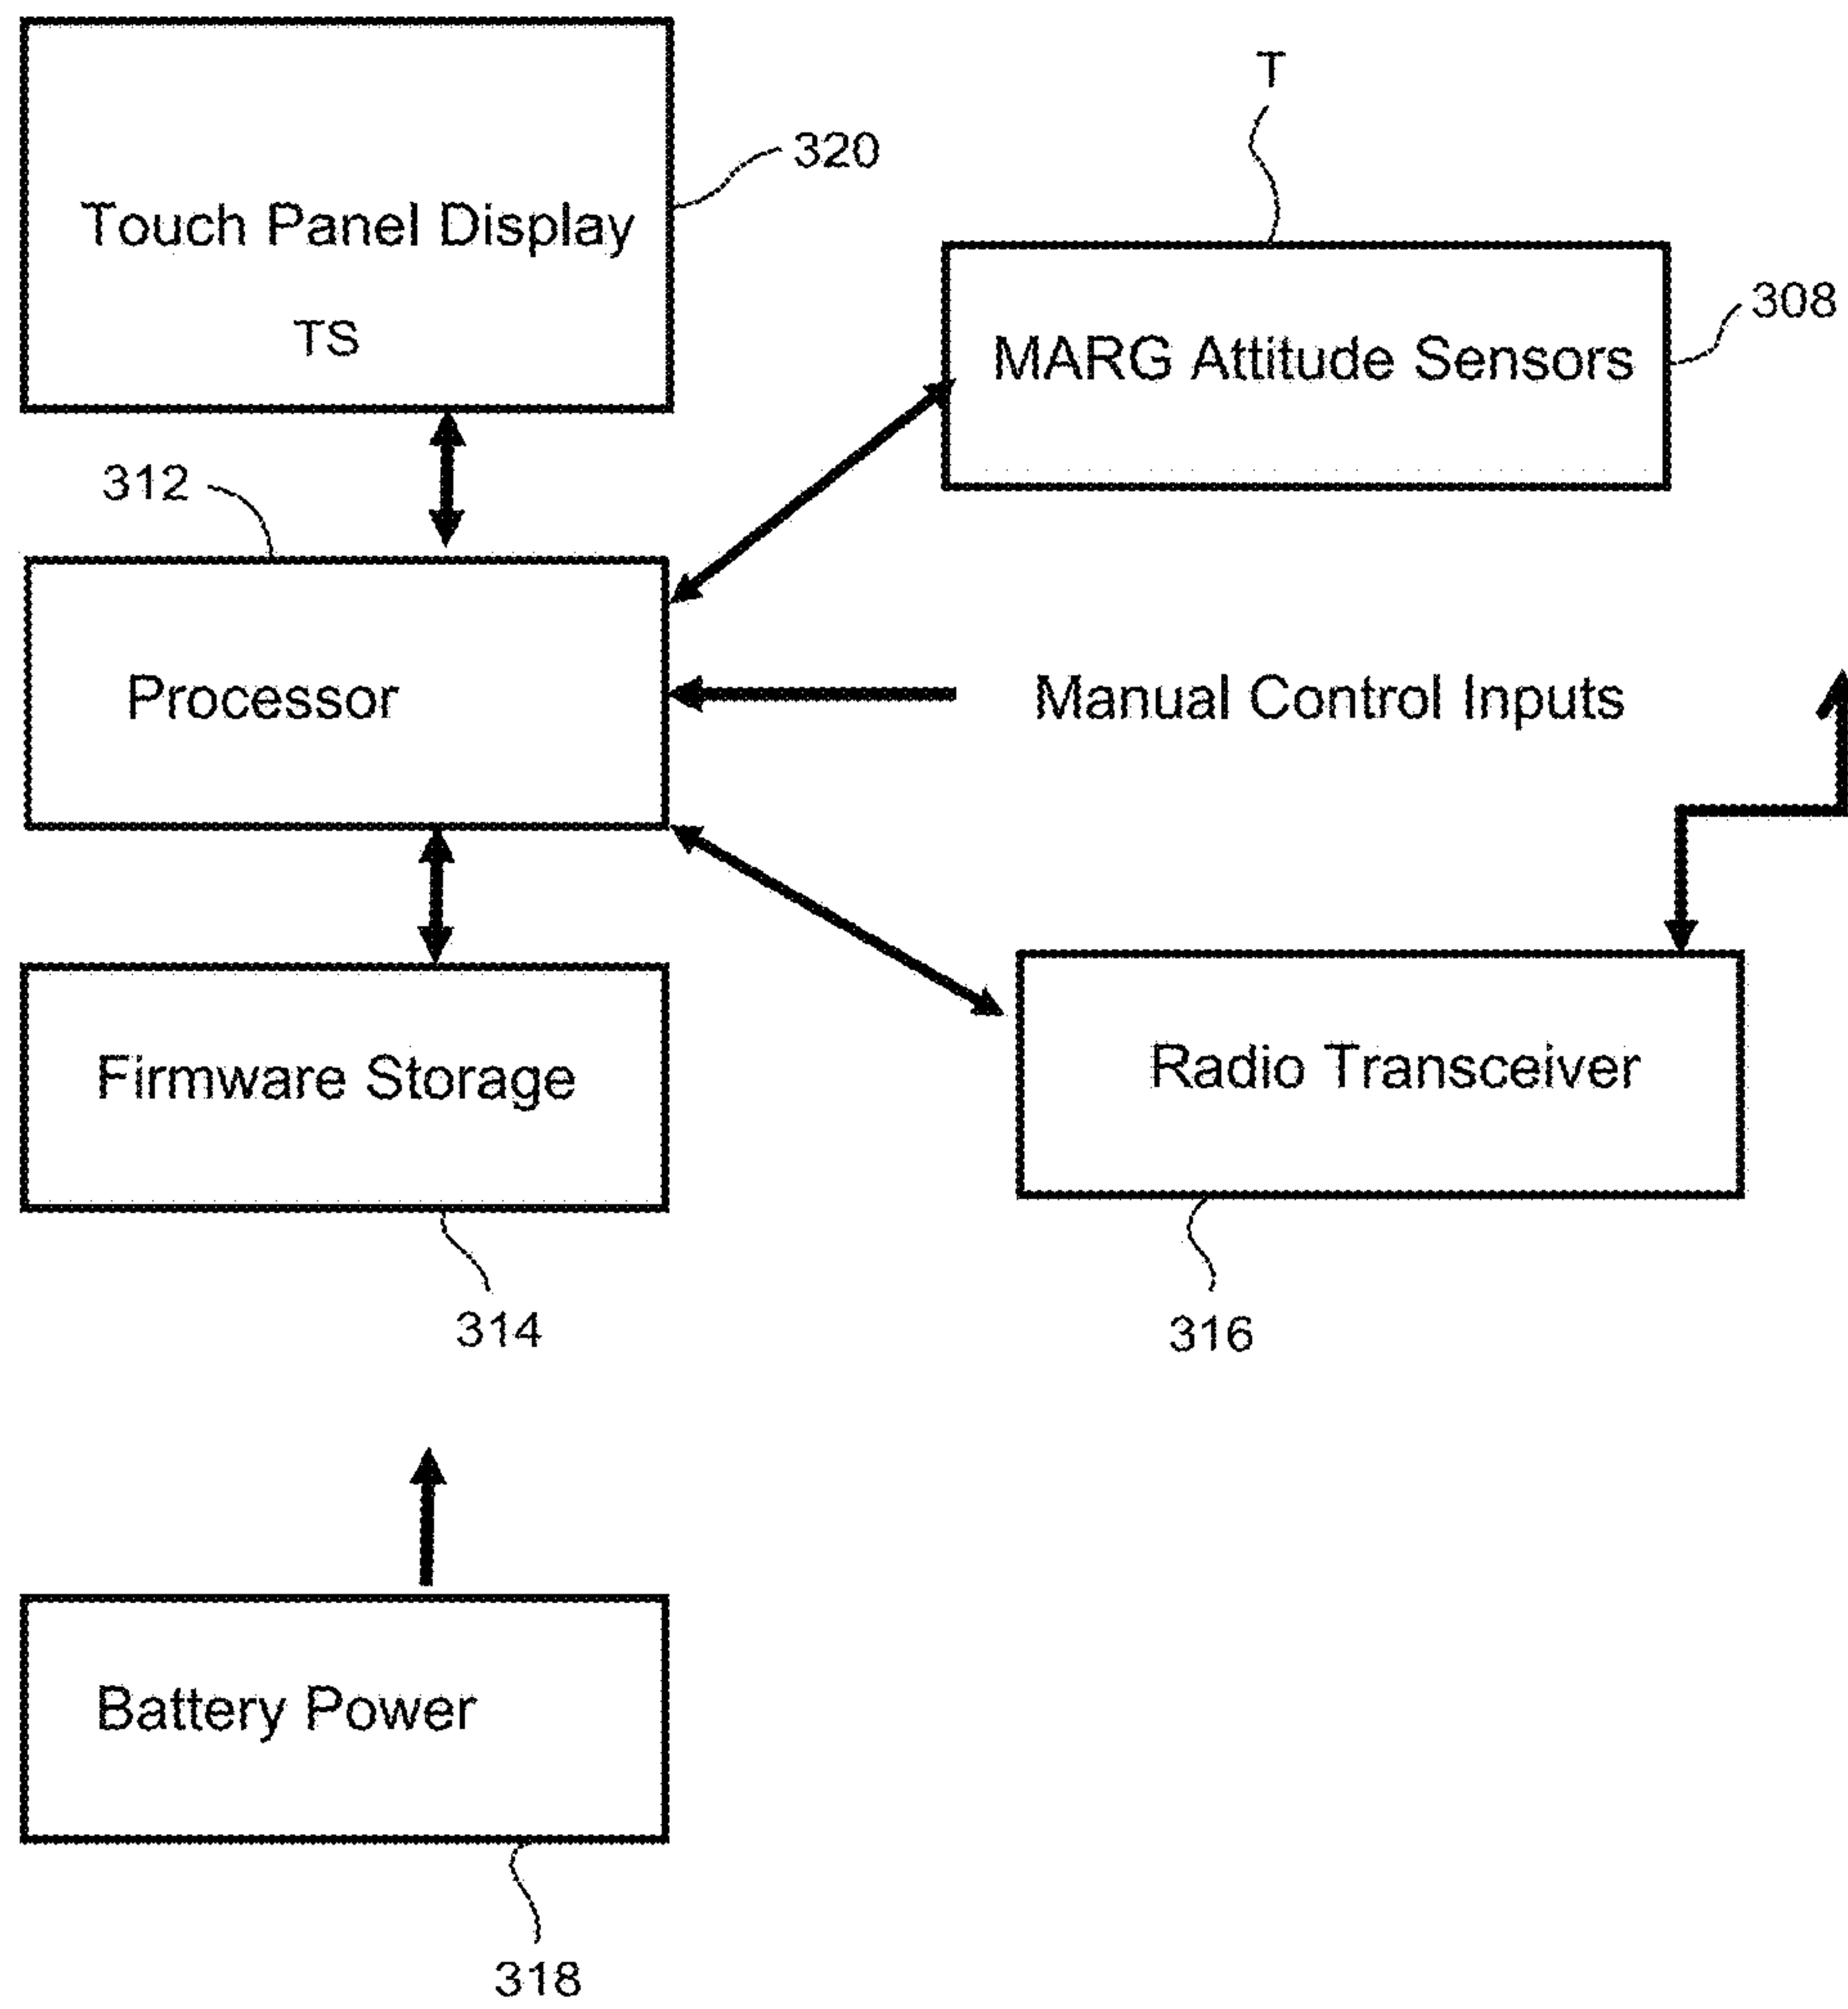 T
320
Touch Panel Display
TS
308
MARG Attitude Sensors
312
Processor
Manual Control Inputs
Firmware Storage
Radio Transceiver
314
316
Battery Power
318